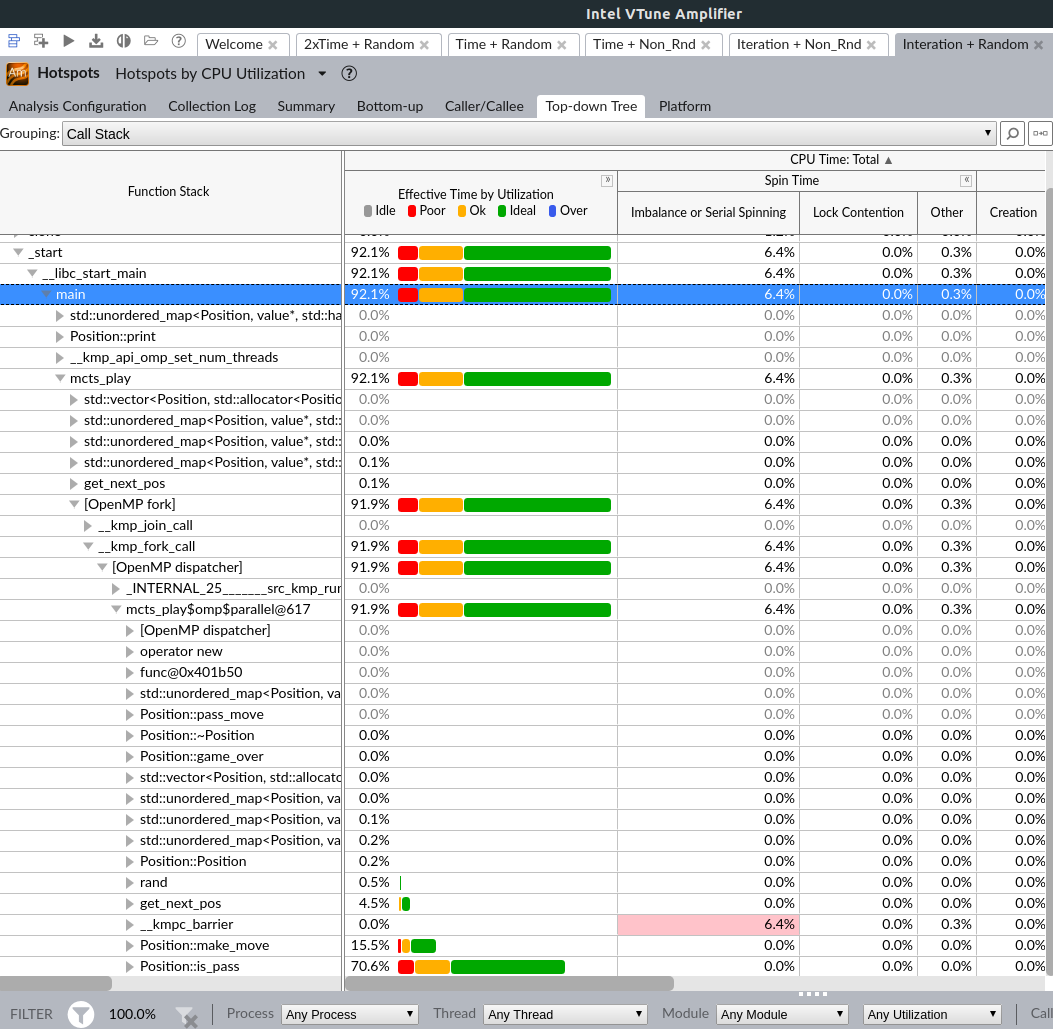 Intel VTune Amplifier
Welcome 2xTime + Random Time + Random Time + Non_Rnd Iteration + Non_Rnd Interation + Random
Hotspots Hotspots by CPU Utilization
Analysis Configuration Collection Log Summary Bottom-up Caller/Callee Top-down Tree Platform
Grouping: Call Stack
CPU Time: Total
Function Stack Effective Time by Utilization Spin Time
Idle Poor Ok Ideal Over Imbalance or Serial Spinning Lock Contention Other Creation
_start 92.1% 6.4% 0.0% 0.3% 0.0%
__libc_start_main 92.1% 6.4% 0.0% 0.3% 0.0%
main 92.1% 6.4% 0.0% 0.3% 0.0%
std::unordered_map<Position, value*, std::ha 0.0% 0.0% 0.0% 0.0% 0.0%
Position::print 0.0% 0.0% 0.0% 0.0% 0.0%
__kmp_api_omp_set_num_threads 0.0% 0.0% 0.0% 0.0% 0.0%
mcts_play 92.1% 6.4% 0.0% 0.3% 0.0%
std::vector<Position, std::allocator<Positic 0.0% 0.0% 0.0% 0.0% 0.0%
std::unordered_map<Position, value*, std:: 0.0% 0.0% 0.0% 0.0% 0.0%
std::unordered_map<Position, value*, std:: 0.0% 0.0% 0.0% 0.0% 0.0%
std::unordered_map<Position, value*, std:: 0.1% 0.0% 0.0% 0.0% 0.0%
get_next_pos 0.1% 0.0% 0.0% 0.0% 0.0%
[OpenMP fork] 91.9% 6.4% 0.0% 0.3% 0.0%
__kmp_join_call 0.0% 0.0% 0.0% 0.0% 0.0%
__kmp_fork_call 91.9% 6.4% 0.0% 0.3% 0.0%
[OpenMP dispatcher] 91.9% 6.4% 0.0% 0.3% 0.0%
_INTERNAL_25_______src_kmp_rur 0.0% 0.0% 0.0% 0.0% 0.0%
mcts_play$omp$parallel@617 91.9% 6.4% 0.0% 0.3% 0.0%
[OpenMP dispatcher] 0.0% 0.0% 0.0% 0.0% 0.0%
operator new 0.0% 0.0% 0.0% 0.0% 0.0%
func@0x401b50 0.0% 0.0% 0.0% 0.0% 0.0%
std::unordered_map<Position, va 0.0% 0.0% 0.0% 0.0% 0.0%
Position::pass_move 0.0% 0.0% 0.0% 0.0% 0.0%
Position::~Position 0.0% 0.0% 0.0% 0.0% 0.0%
Position::game_over 0.0% 0.0% 0.0% 0.0% 0.0%
std::vector<Position, std::allocatc 0.0% 0.0% 0.0% 0.0% 0.0%
std::unordered_map<Position, va 0.0% 0.0% 0.0% 0.0% 0.0%
std::unordered_map<Position, va 0.1% 0.0% 0.0% 0.0% 0.0%
std::unordered_map<Position, va 0.2% 0.0% 0.0% 0.0% 0.0%
Position::Position 0.2% 0.0% 0.0% 0.0% 0.0%
rand 0.5% 0.0% 0.0% 0.0% 0.0%
get_next_pos 4.5% 0.0% 0.0% 0.0% 0.0%
__kmpc_barrier 0.0% 6.4% 0.0% 0.3% 0.0%
Position::make_move 15.5% 0.0% 0.0% 0.0% 0.0%
Position::is_pass 70.6% 0.0% 0.0% 0.0% 0.0%
FILTER 100.0% Process Any Process Thread Any Thread Module Any Module Any Utilization Call